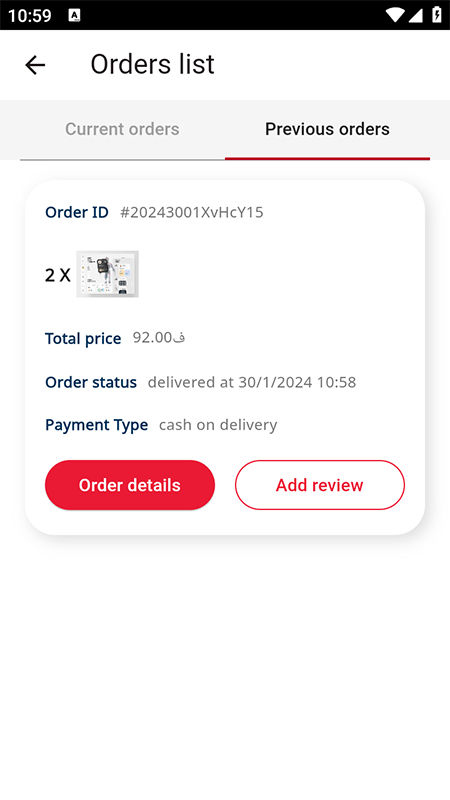 10:59
Orders list
Current orders Previous orders
Order ID #20243001XvHcY15
2 X
Total price 92.00ف
Order status delivered at 30/1/2024 10:58
Payment Type cash on delivery
Order details Add review